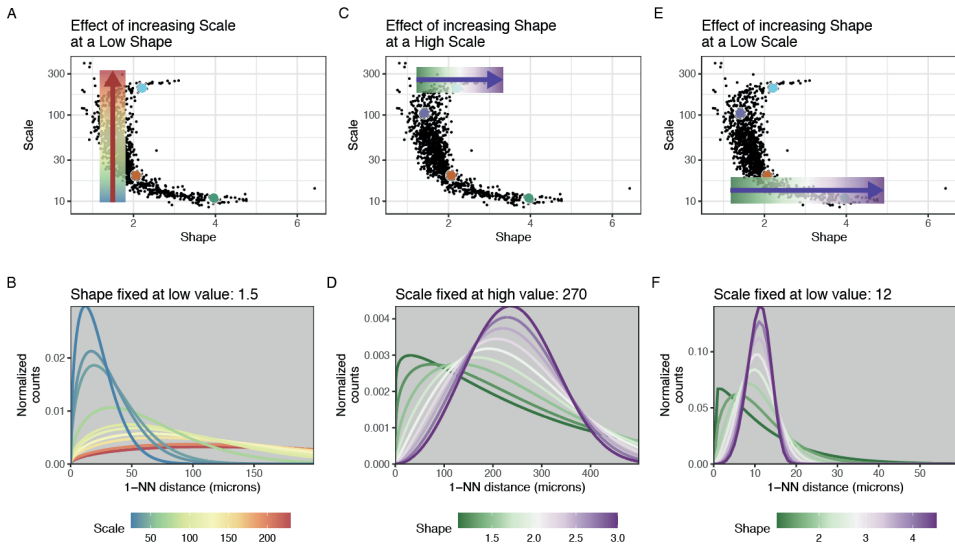 A
Effect of increasing Scale
at a Low Shape
Scale
300
100
30
10
2
4
6
Shape
C
Effect of increasing Shape
at a High Scale
Scale
300
100
30
10
2
4
6
Shape
E
Effect of increasing Shape
at a Low Scale
Scale
300
100
30
10
2
4
6
Shape
B
Shape fixed at low value: 1.5
Normalized
counts
0.02
0.01
0.00
0
50
100
150
1−NN distance (microns)
Scale
50
100
150
200
D
Scale fixed at high value: 270
Normalized
counts
0.004
0.003
0.002
0.001
0.000
0
100
200
300
400
1−NN distance (microns)
Shape
1.5
2.0
2.5
3.0
F
Scale fixed at low value: 12
Normalized
counts
0.10
0.05
0.00
0
10
20
30
40
50
1−NN distance (microns)
Shape
2
3
4